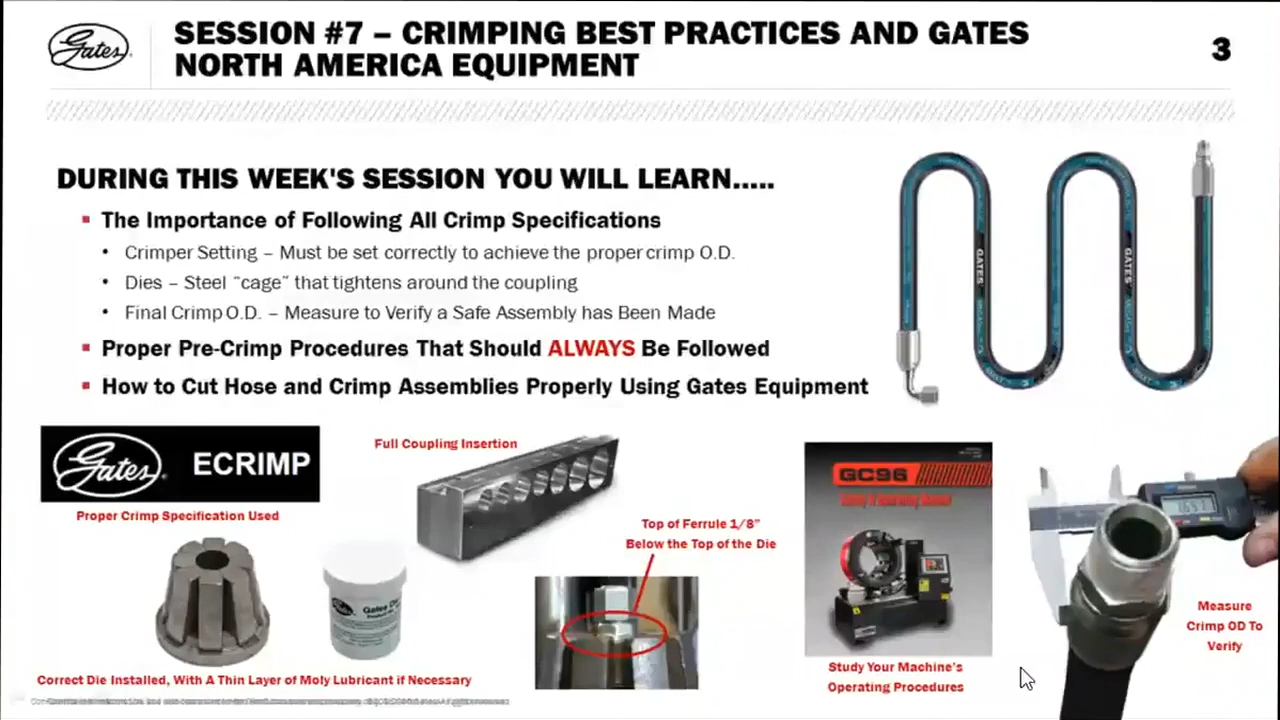 Gates
SESSION #7 – CRIMPING BEST PRACTICES AND GATES
NORTH AMERICA EQUIPMENT
3
DURING THIS WEEK'S SESSION YOU WILL LEARN.....
The Importance of Following All Crimp Specifications
Crimper Setting – Must be set correctly to achieve the proper crimp O.D.
Dies – Steel “cage” that tightens around the coupling
Final Crimp O.D. – Measure to Verify a Safe Assembly has Been Made
Proper Pre-Crimp Procedures That Should ALWAYS Be Followed
How to Cut Hose and Crimp Assemblies Properly Using Gates Equipment
GATES
GATES
Gates ECRIMP
Proper Crimp Specification Used
Full Coupling Insertion
Top of Ferrule 1/8”
Below the Top of the Die
GC96
Safety & Operating Manual
Gates
Correct Die Installed, With A Thin Layer of Moly Lubricant if Necessary
Study Your Machine's
Operating Procedures
Measure
Crimp OD To
Verify